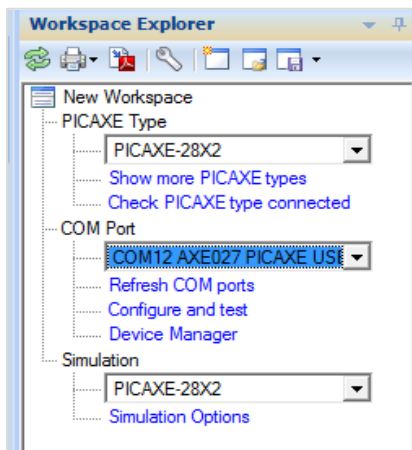 Workspace Explorer
New Workspace
PICAXE Type
PICAXE-28X2
Show more PICAXE types
Check PICAXE type connected
COM Port
COM12 AXE027 PICAXE USB
Refresh COM ports
Configure and test
Device Manager
Simulation
PICAXE-28X2
Simulation Options